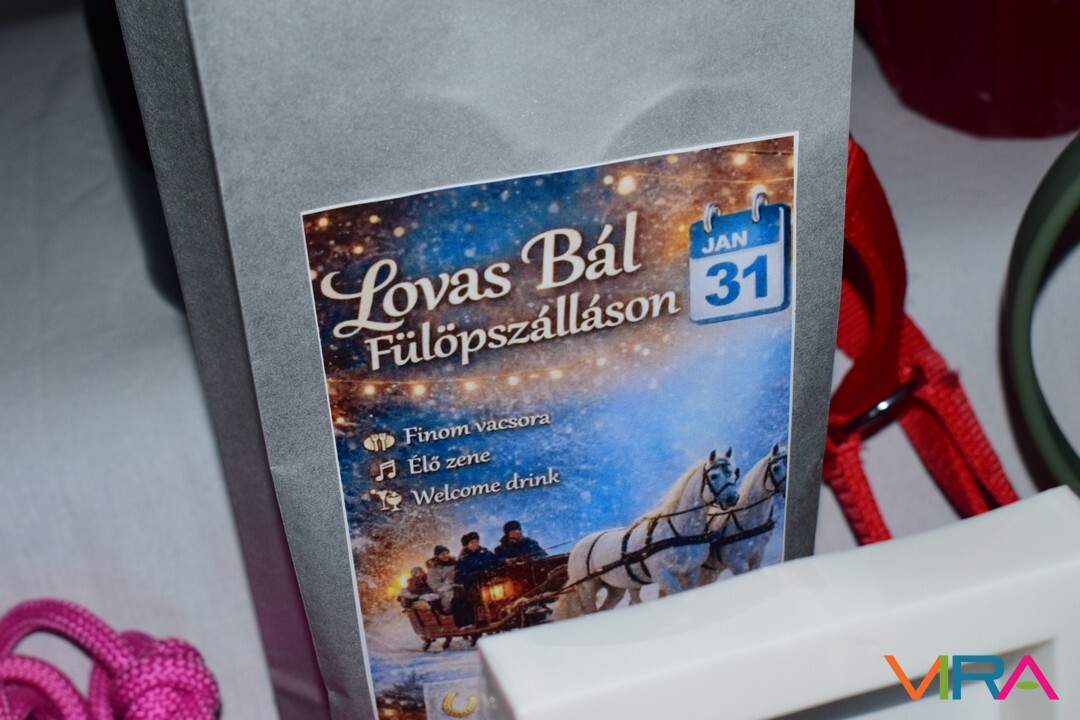 Lovas Bál
Fülöpszálláson
JAN
31
Finom vacsora
Élő zene
Welcome drink
VIRA